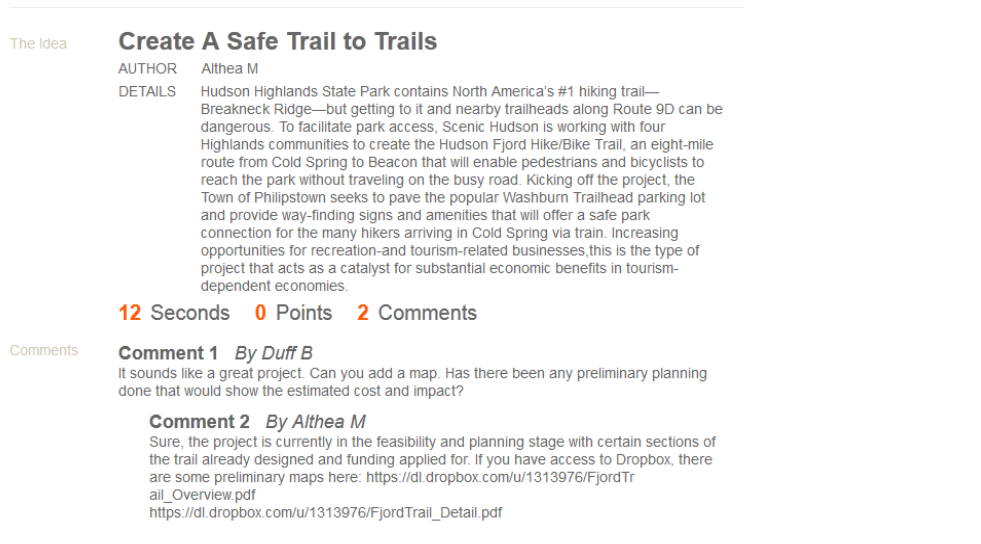 The Idea
Create A Safe Trail to Trails
AUTHOR Althea M
DETAILS Hudson Highlands State Park contains North America's #1 hiking trail—
Breakneck Ridge—but getting to it and nearby trailheads along Route 9D can be
dangerous. To facilitate park access, Scenic Hudson is working with four
Highlands communities to create the Hudson Fjord Hike/Bike Trail, an eight-mile
route from Cold Spring to Beacon that will enable pedestrians and bicyclists to
reach the park without traveling on the busy road. Kicking off the project, the
Town of Philipstown seeks to pave the popular Washburn Trailhead parking lot
and provide way-finding signs and amenities that will offer a safe park
connection for the many hikers arriving in Cold Spring via train. Increasing
opportunities for recreation-and tourism-related businesses,this is the type of
project that acts as a catalyst for substantial economic benefits in tourism-
dependent economies.
12 Seconds 0 Points 2 Comments
Comments
Comment 1 By Duff B
It sounds like a great project. Can you add a map. Has there been any preliminary planning
done that would show the estimated cost and impact?
Comment 2 By Althea M
Sure, the project is currently in the feasibility and planning stage with certain sections of
the trail already designed and funding applied for. If you have access to Dropbox, there
are some preliminary maps here: https://dl.dropbox.com/u/1313976/FjordTr
ail_Overview.pdf
https://dl.dropbox.com/u/1313976/FjordTrail_Detail.pdf